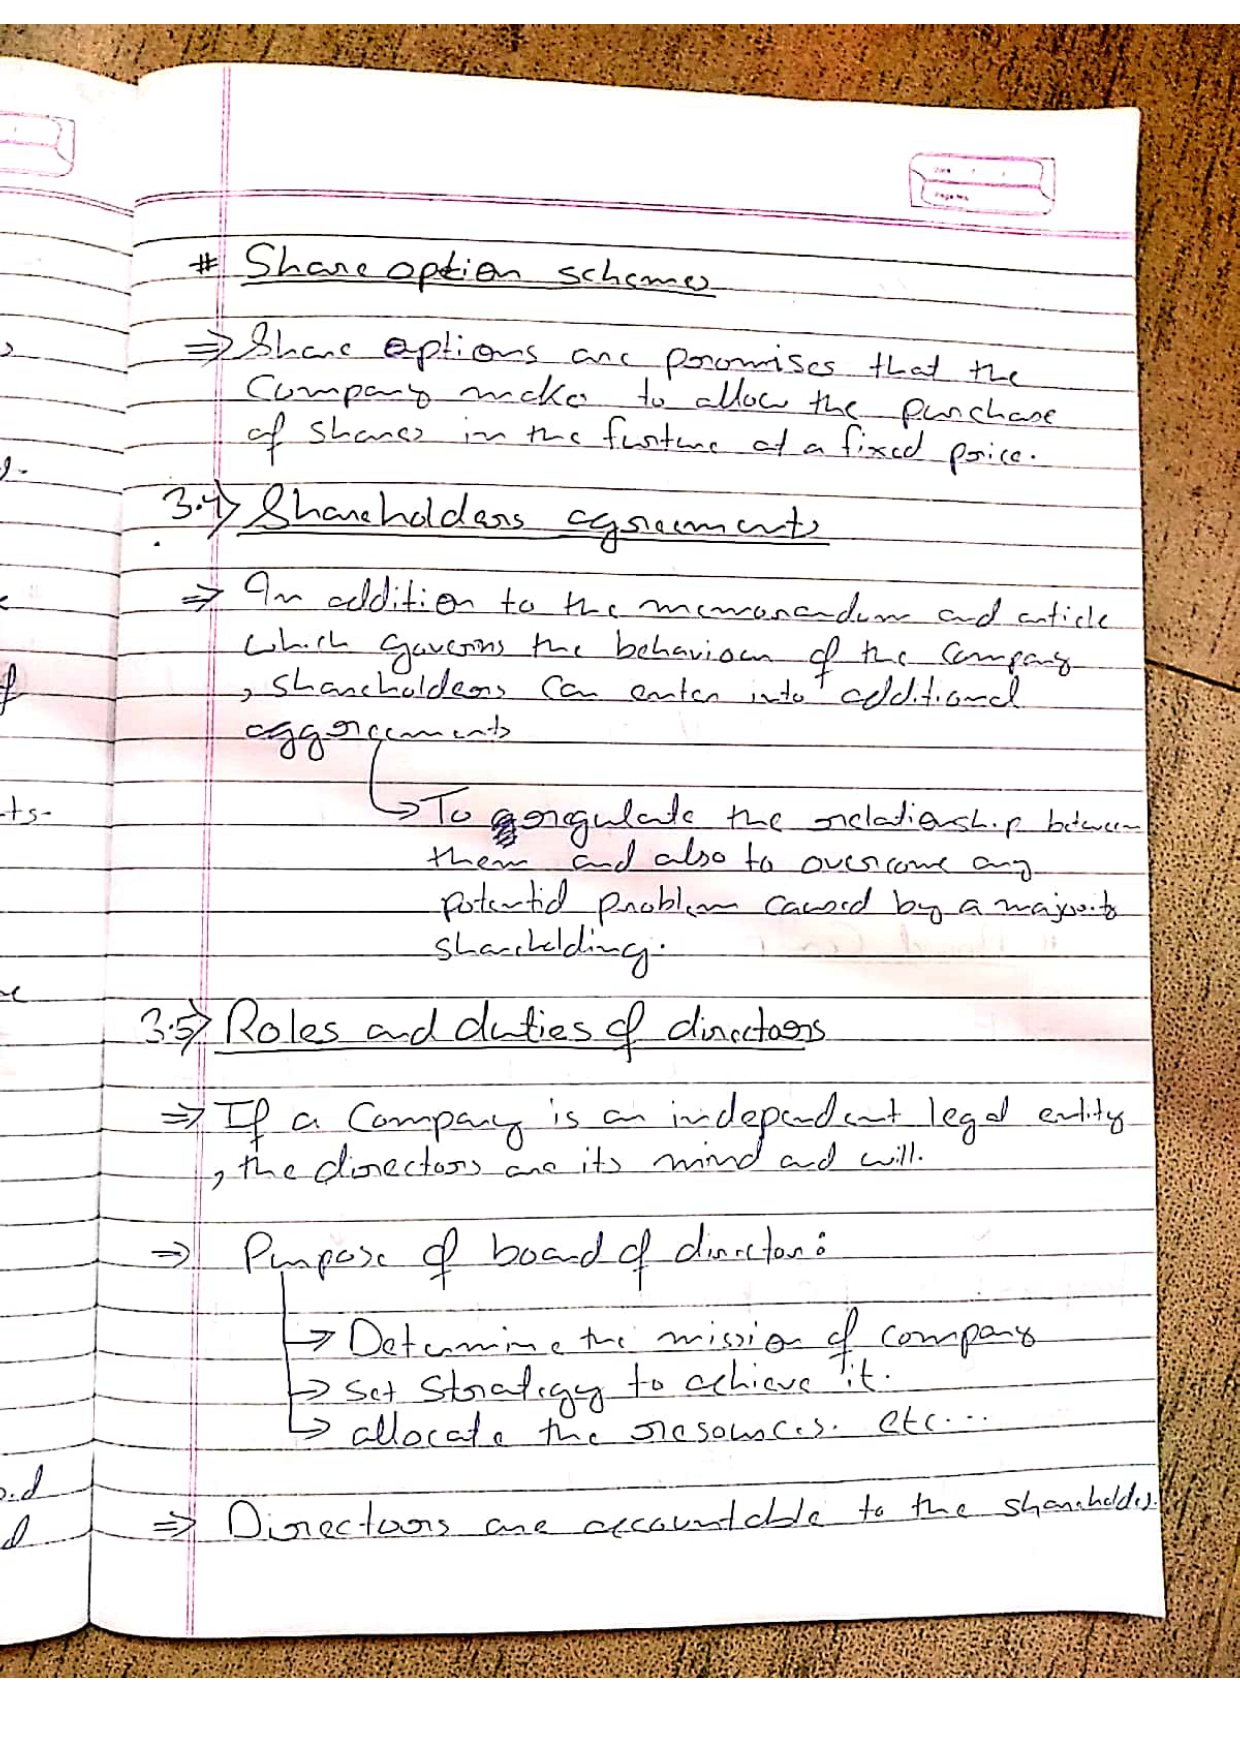 # Share option schemes
⇒ Share options are promises that the
Company makes to allow the purchase
of shares in the furture at a fixed price.
3.4) Shareholders agreements
⇒ In addition to the memorandum and article
which governs the behaviour of the company
, shareholders can enter into additional
aggreements
→ To regulate the relationship between
them and also to overcome any
potential problem caused by a majority
shareholding.
3.5) Roles and duties of directors
⇒ If a Company is an independent legal entity
, the directors are its mind and will.
⇒ Purpose of board of director:
→ Determine the mission of company
→ set strategy to achieve it.
→ allocate the resources. etc...
⇒ Directors are accountable to the shareholders.